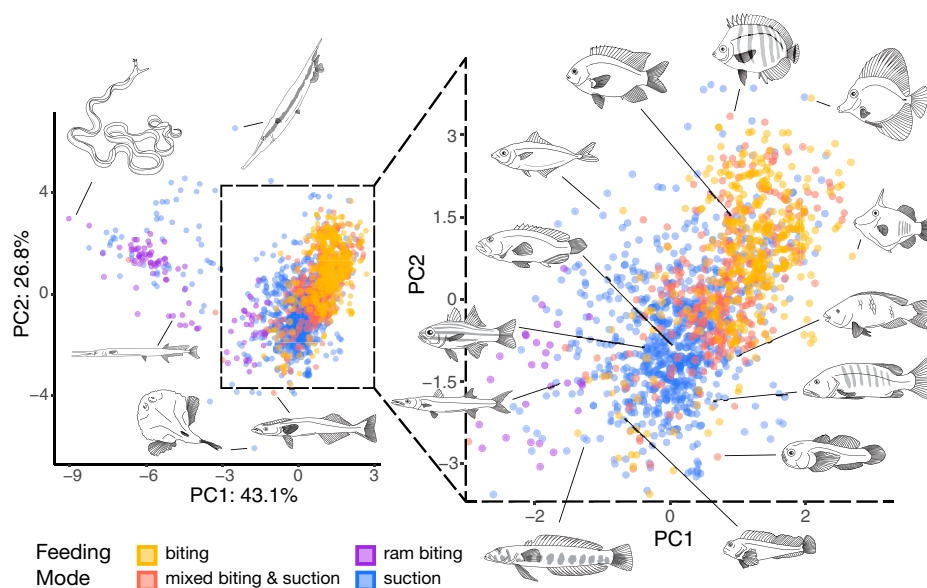 PC2: 26.8%
4
0
−4
−9
−6
−3
0
3
PC1: 43.1%
PC2
3
1.5
0
−1.5
−3
−2
0
2
PC1
Feeding Mode
biting
mixed biting & suction
ram biting
suction